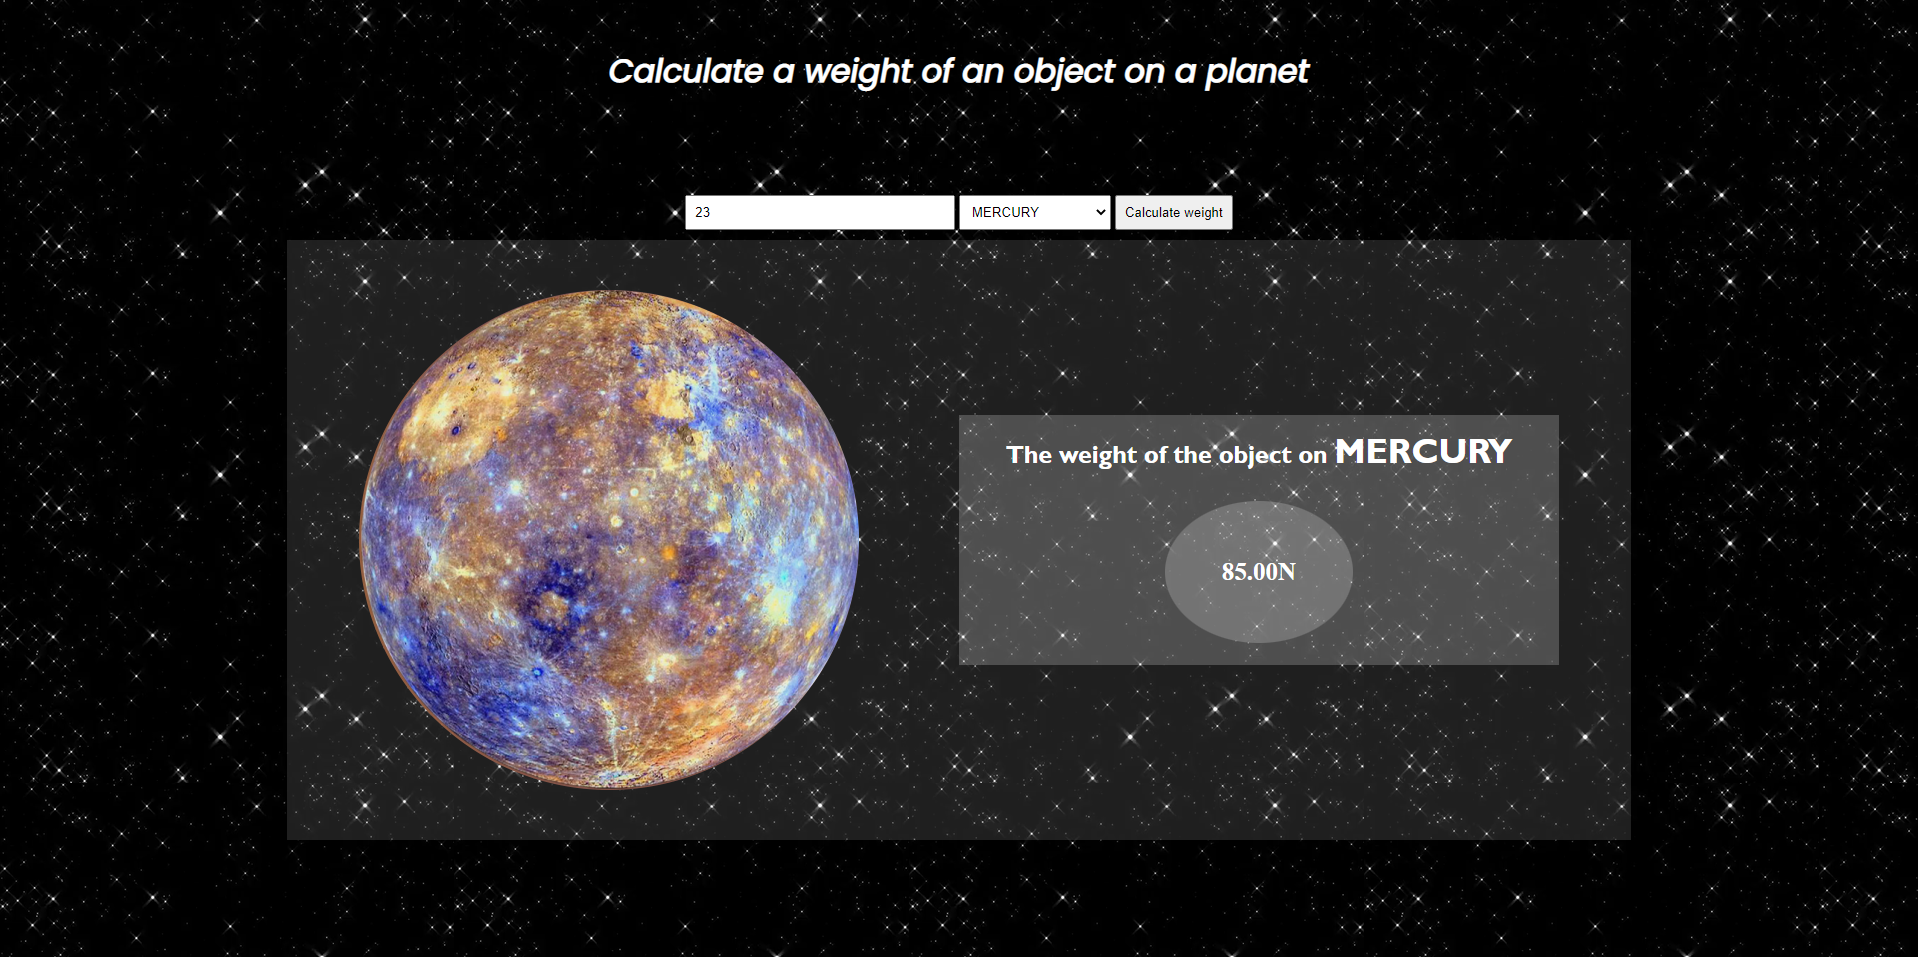 Calculate a weight of an object on a planet
23 MERCURY Calculate weight
The weight of the object on MERCURY
85.00N